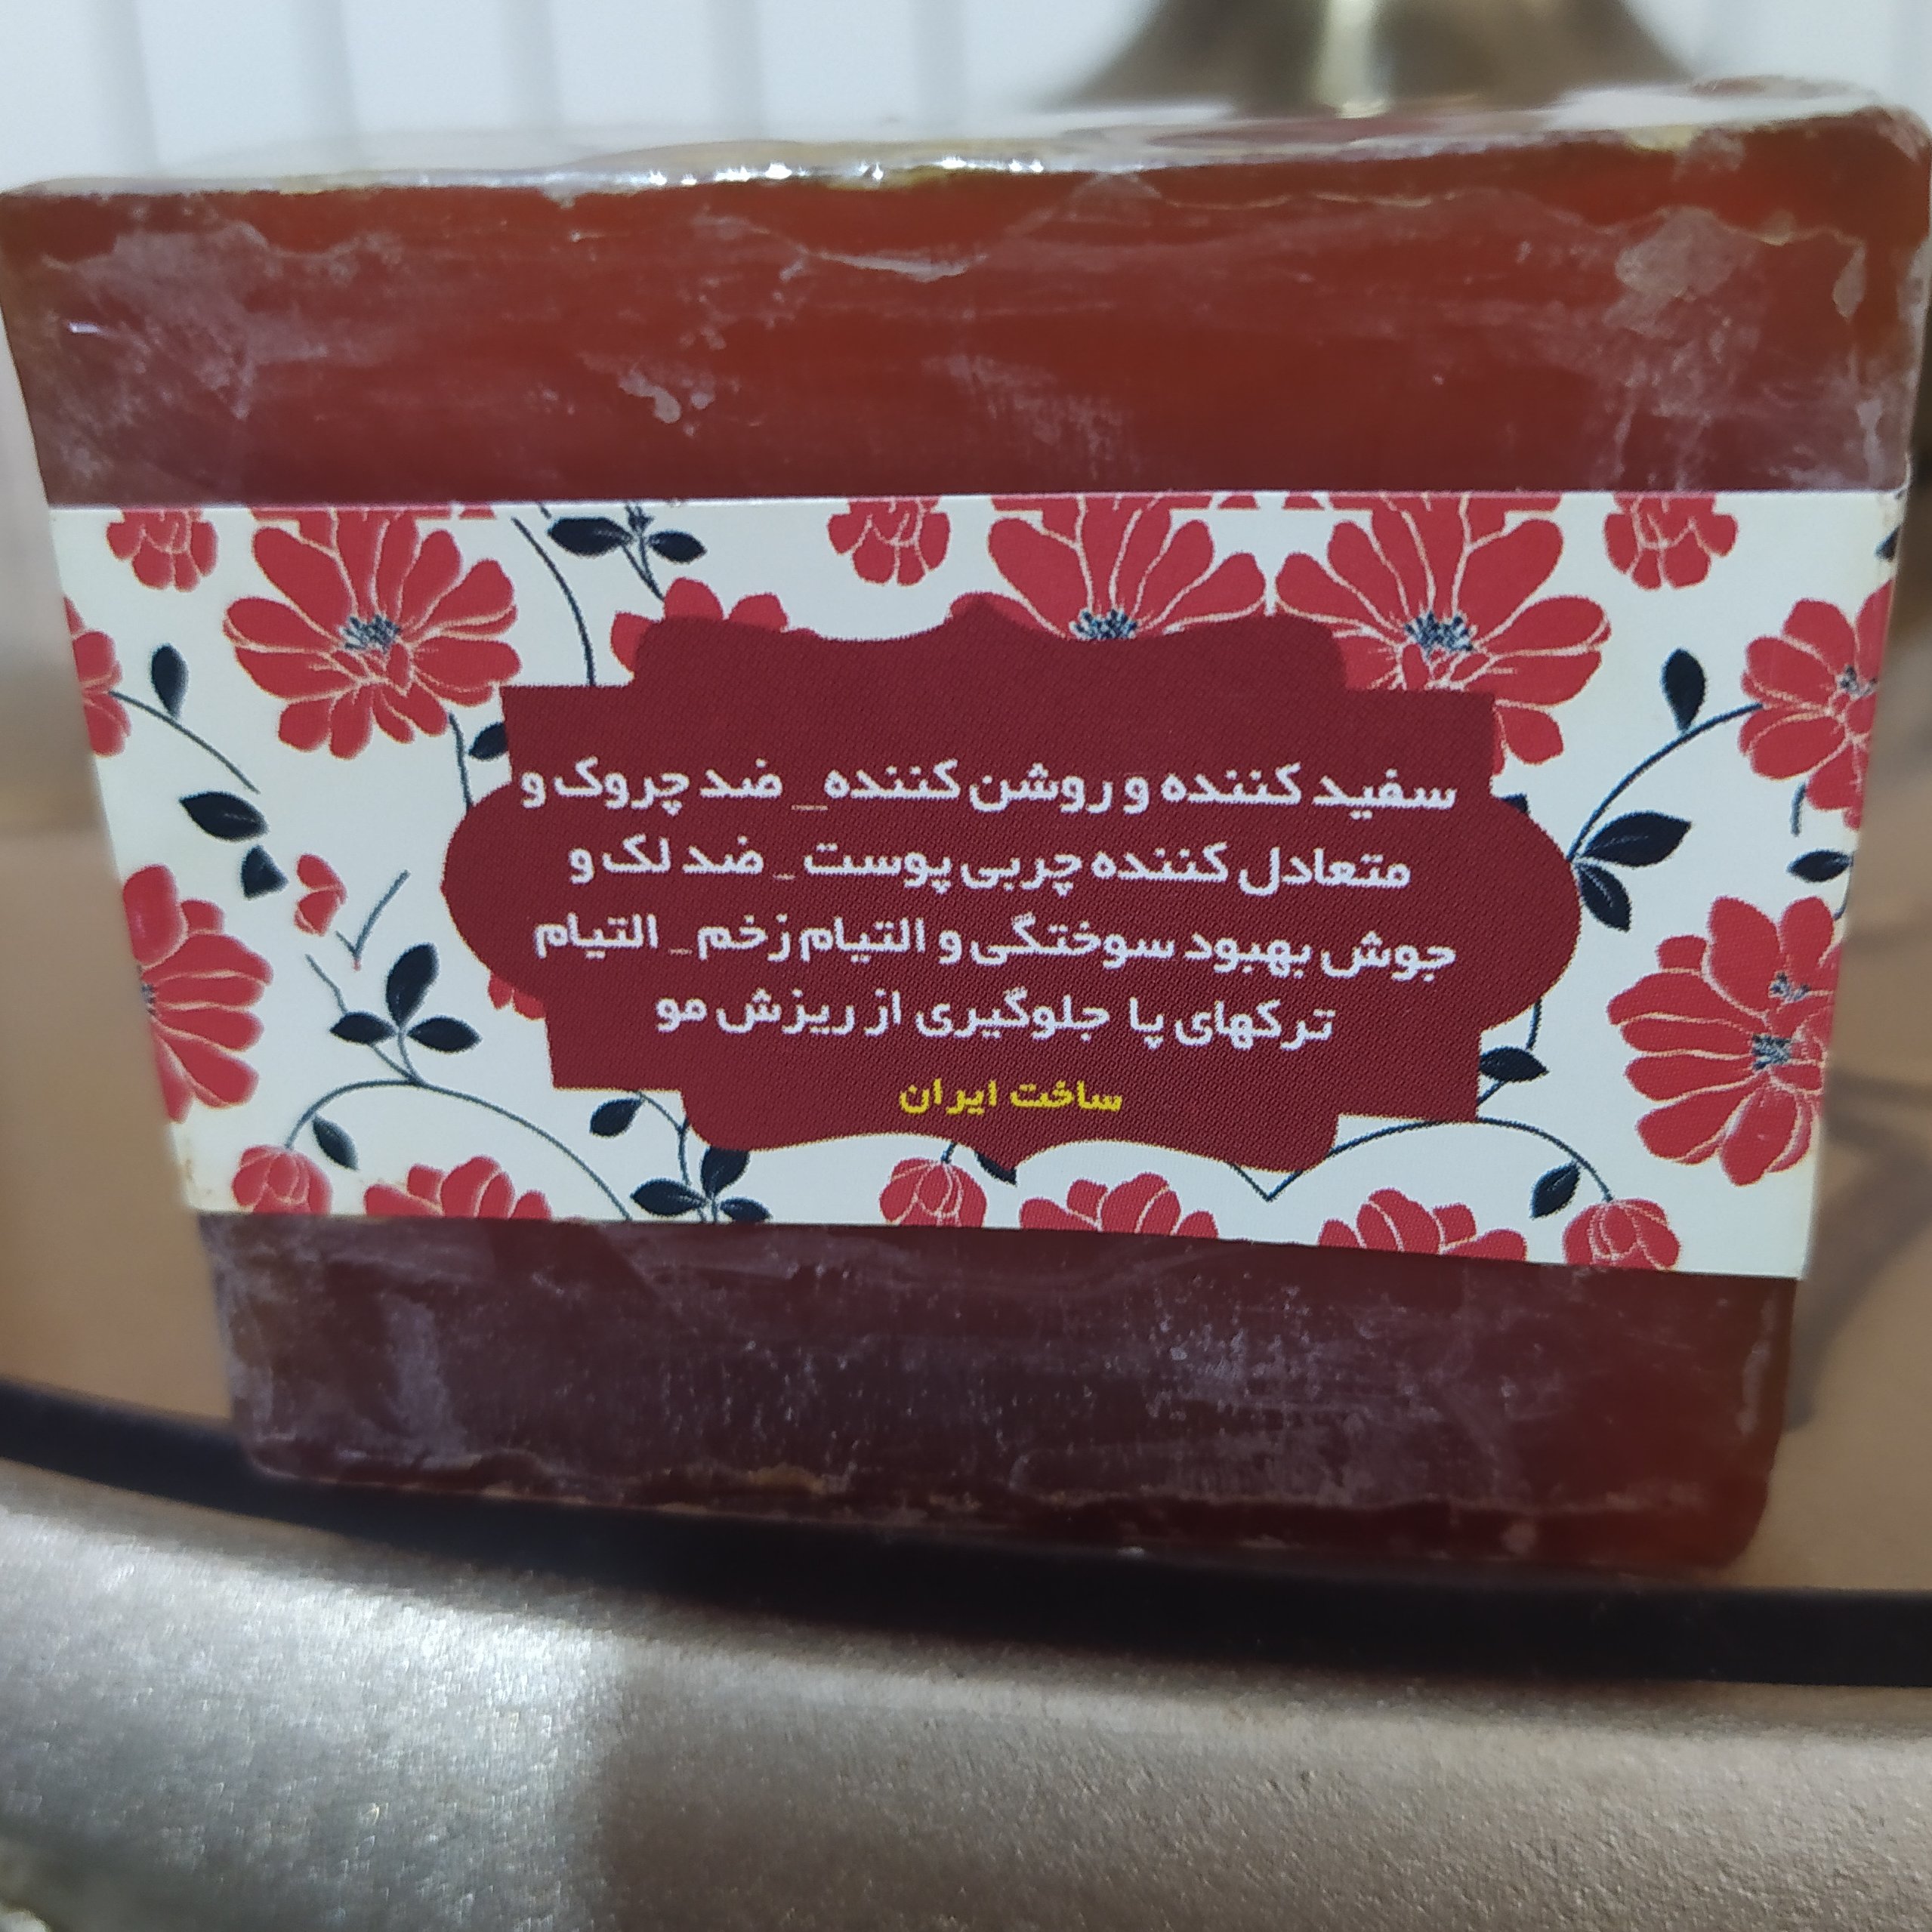 سفید کننده و روشن کننده_ ضد چروک و
متعادل کننده چربی پوست _ ضد لک و
جوش بهبود سوختگی و التیام زخم _ التیام
ترکهای پا جلوگیری از ریزش مو
ساخت ایران